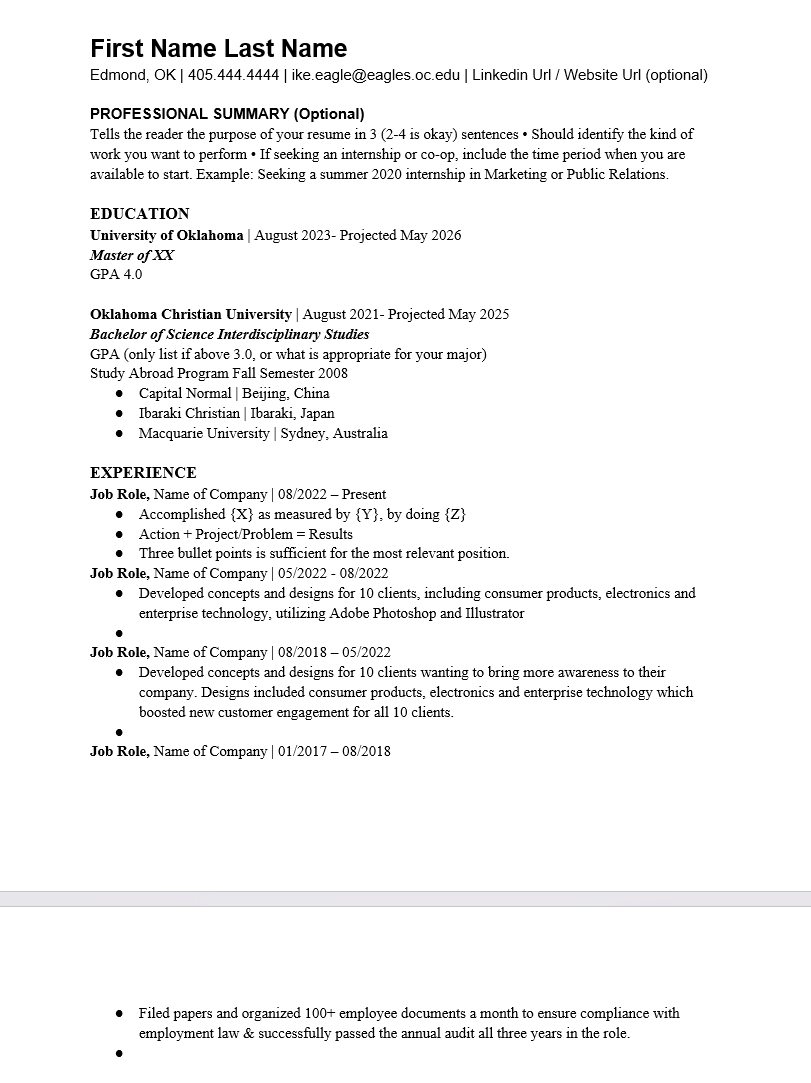 First Name Last Name
Edmond, OK | 405.444.4444 | ike.eagle@eagles.oc.edu | Linkedin Url / Website Url (optional)
PROFESSIONAL SUMMARY (Optional)
Tells the reader the purpose of your resume in 3 (2-4 is okay) sentences • Should identify the kind of
work you want to perform • If seeking an internship or co-op, include the time period when you are
available to start. Example: Seeking a summer 2020 internship in Marketing or Public Relations.
EDUCATION
University of Oklahoma | August 2023- Projected May 2026
Master of XX
GPA 4.0
Oklahoma Christian University | August 2021- Projected May 2025
Bachelor of Science Interdisciplinary Studies
GPA (only list if above 3.0, or what is appropriate for your major)
Study Abroad Program Fall Semester 2008
● Capital Normal | Beijing, China
● Ibaraki Christian | Ibaraki, Japan
● Macquarie University | Sydney, Australia
EXPERIENCE
Job Role, Name of Company | 08/2022 – Present
● Accomplished {X} as measured by {Y}, by doing {Z}
● Action + Project/Problem = Results
● Three bullet points is sufficient for the most relevant position.
Job Role, Name of Company | 05/2022 - 08/2022
● Developed concepts and designs for 10 clients, including consumer products, electronics and
enterprise technology, utilizing Adobe Photoshop and Illustrator
●
Job Role, Name of Company | 08/2018 – 05/2022
● Developed concepts and designs for 10 clients wanting to bring more awareness to their
company. Designs included consumer products, electronics and enterprise technology which
boosted new customer engagement for all 10 clients.
●
Job Role, Name of Company | 01/2017 – 08/2018
● Filed papers and organized 100+ employee documents a month to ensure compliance with
employment law & successfully passed the annual audit all three years in the role.
●